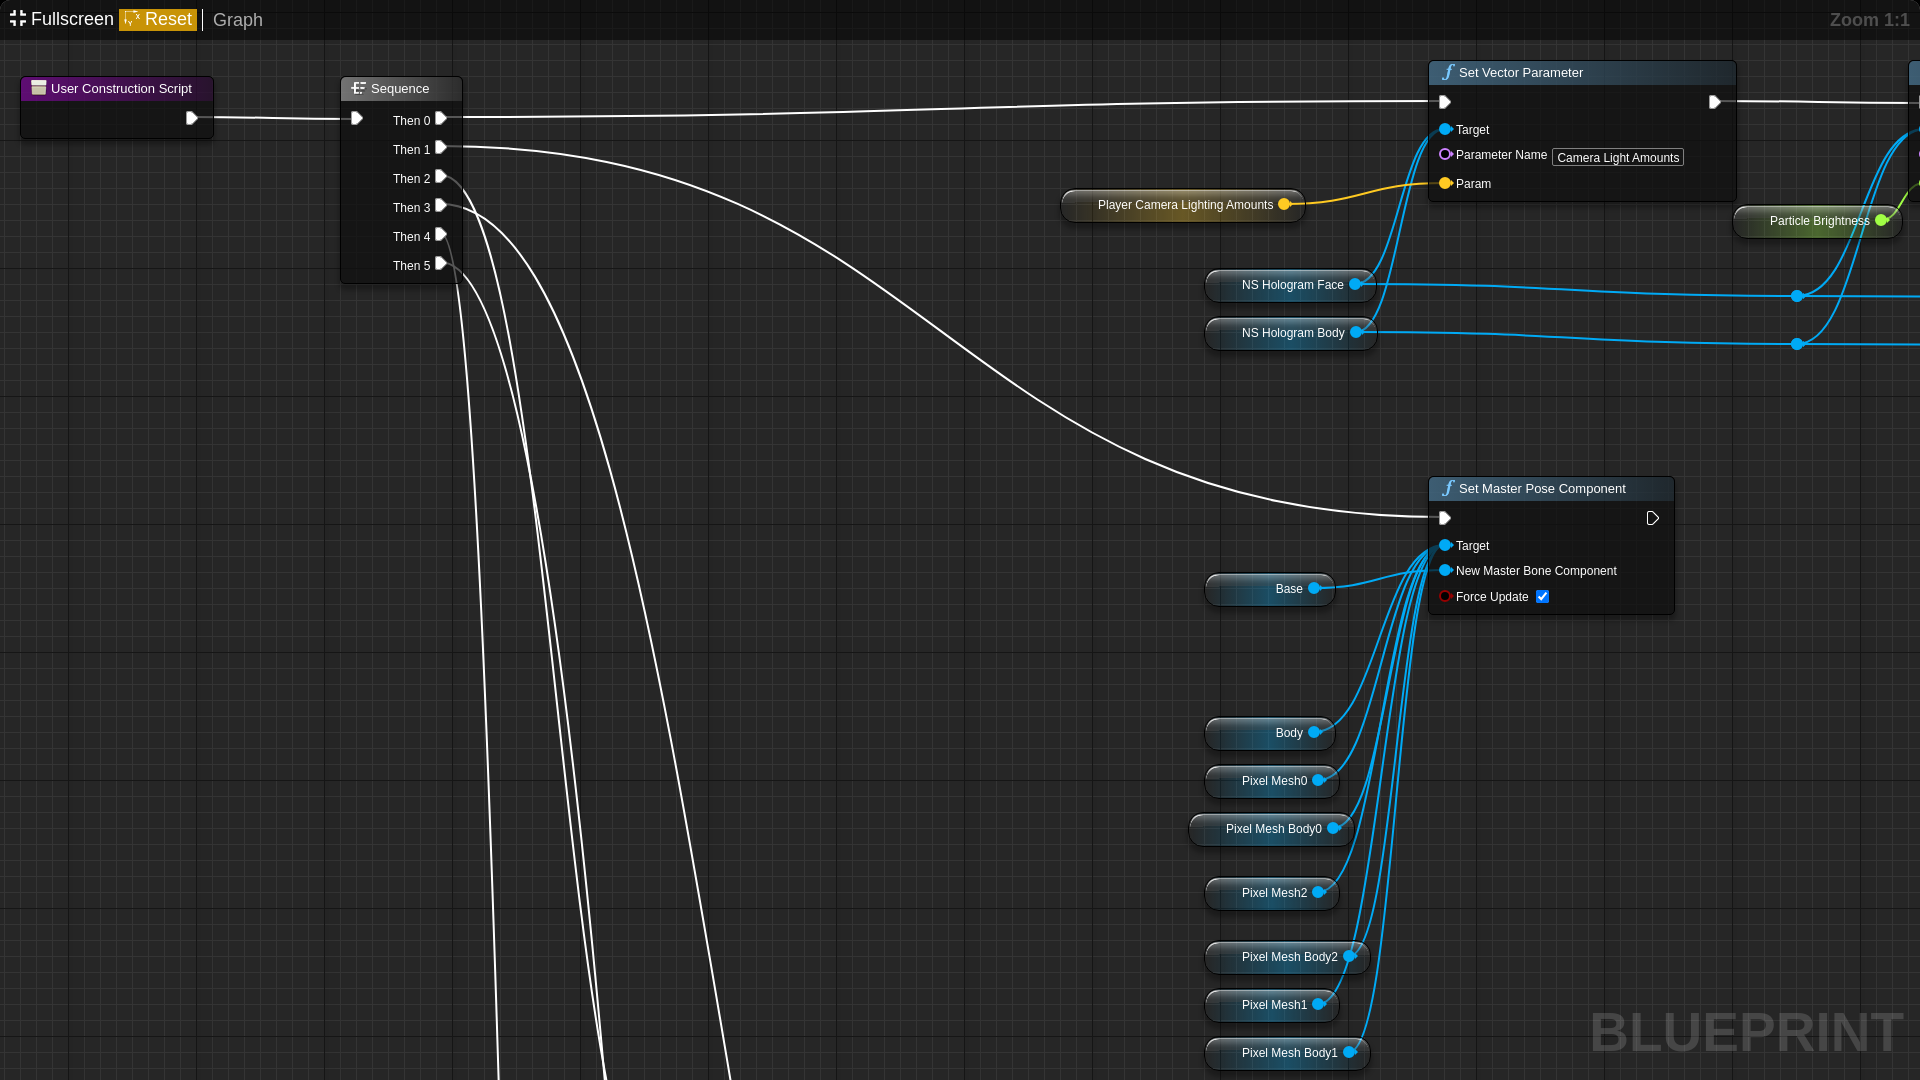 Fullscreen Reset Graph
Zoom 1:1
User Construction Script
Sequence
Then 0
Then 1
Then 2
Then 3
Then 4
Then 5
Set Vector Parameter
Target
Parameter Name Camera Light Amounts
Param
Player Camera Lighting Amounts
Particle Brightness
NS Hologram Face
NS Hologram Body
Set Master Pose Component
Target
New Master Bone Component
Force Update
Base
Body
Pixel Mesh0
Pixel Mesh Body0
Pixel Mesh2
Pixel Mesh Body2
Pixel Mesh1
Pixel Mesh Body1
BLUEPRINT